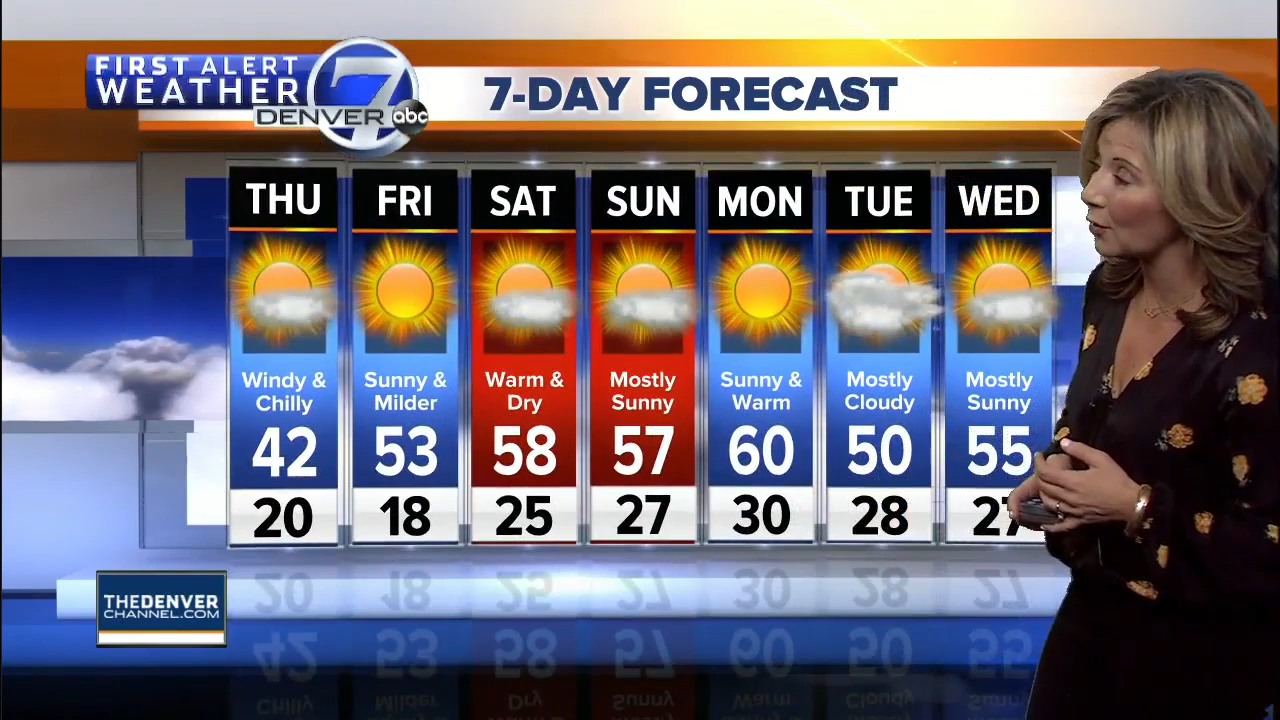 FIRST ALERT
WEATHER 7
DENVER abc
7-DAY FORECAST
THU FRI SAT SUN MON TUE WED
Windy & Sunny & Warm & Mostly Sunny & Mostly Mostly
Chilly Milder Dry Sunny Warm Cloudy Sunny
42 53 58 57 60 50 55
20 18 25 27 30 28 27
THEDENVER
CHANNEL.COM